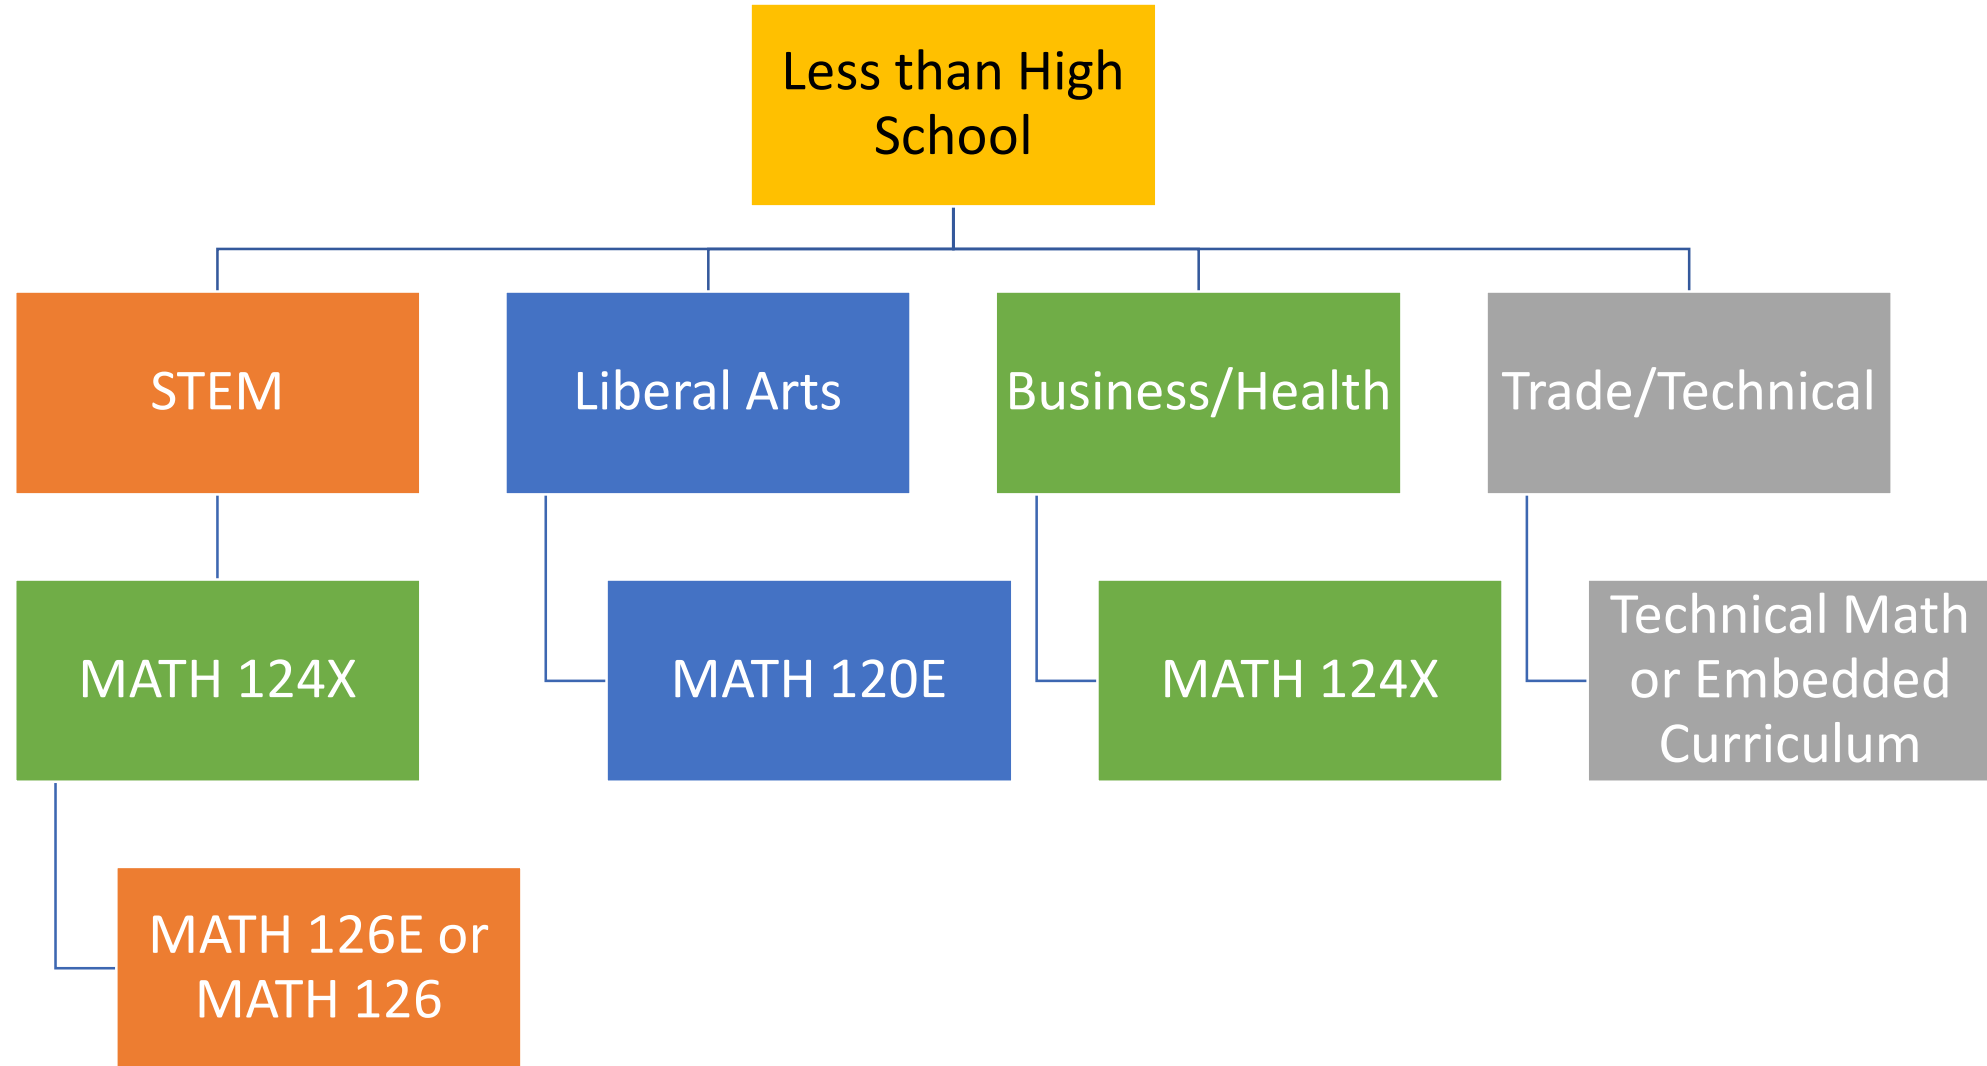 Less than High
School
STEM
Liberal Arts
Business/Health
Trade/Technical
MATH 124X
MATH 120E
MATH 124X
Technical Math
or Embedded
Curriculum
MATH 126E or
MATH 126